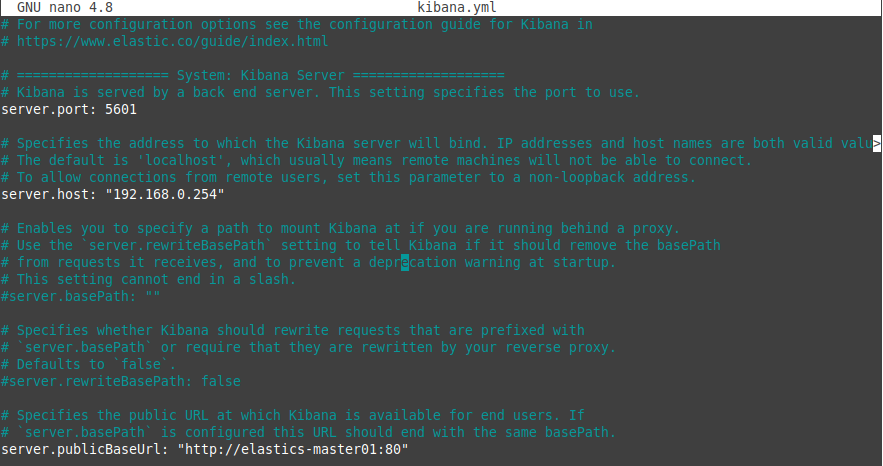 GNU nano 4.8 kibana.yml
# For more configuration options see the configuration guide for Kibana in
# https://www.elastic.co/guide/index.html
# =================== System: Kibana Server ===================
# Kibana is served by a back end server. This setting specifies the port to use.
server.port: 5601
# Specifies the address to which the Kibana server will bind. IP addresses and host names are both valid valu>
# The default is 'localhost', which usually means remote machines will not be able to connect.
# To allow connections from remote users, set this parameter to a non-loopback address.
server.host: "192.168.0.254"
# Enables you to specify a path to mount Kibana at if you are running behind a proxy.
# Use the `server.rewriteBasePath` setting to tell Kibana if it should remove the basePath
# from requests it receives, and to prevent a deprecation warning at startup.
# This setting cannot end in a slash.
#server.basePath: ""
# Specifies whether Kibana should rewrite requests that are prefixed with
# `server.basePath` or require that they are rewritten by your reverse proxy.
# Defaults to `false`.
#server.rewriteBasePath: false
# Specifies the public URL at which Kibana is available for end users. If
# `server.basePath` is configured this URL should end with the same basePath.
server.publicBaseUrl: "http://elastics-master01:80"